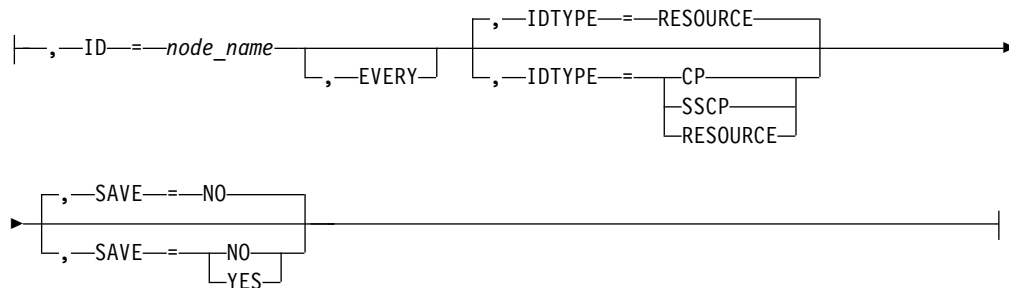 , IDTYPE = RESOURCE
, ID = node_name
, EVERY
, IDTYPE = CP
SSCP
RESOURCE
, SAVE = NO
, SAVE = NO
YES